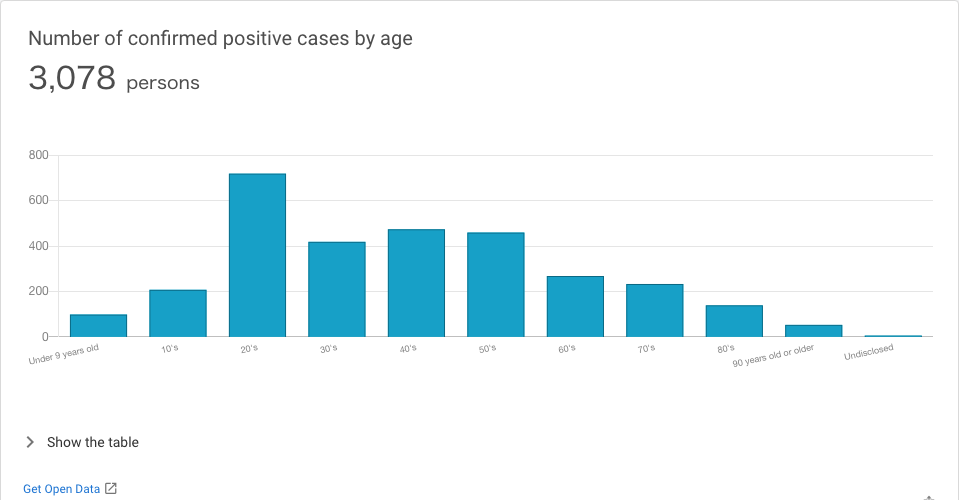 Number of confirmed positive cases by age
3,078 persons
800
600
400
200
0
Under 9 years old
10's
20's
30's
40's
50's
60's
70's
80's
90 years old or older
Undisclosed
Show the table
Get Open Data